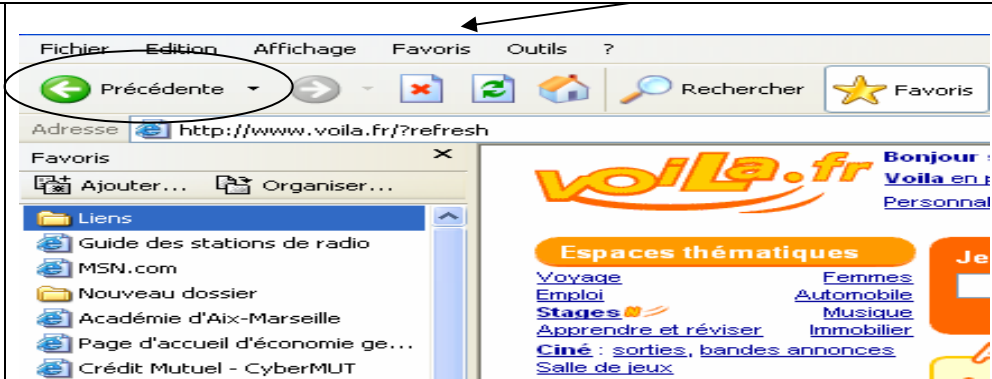 Fichier Edition Affichage Favoris Outils ?
Précédente Rechercher Favoris
Adresse http://www.voila.fr/?refresh
Favoris
Ajouter... Organiser...
Liens
Guide des stations de radio
MSN.com
Nouveau dossier
Académie d'Aix-Marseille
Page d'accueil d'économie ge...
Crédit Mutuel - CyberMUT
voila.fr
Bonjour
Voila en
Personnal
Espaces thématiques
Voyage Femmes
Emploi Automobile
Stages Musique
Apprendre et réviser Immobilier
Ciné : sorties, bandes annonces
Salle de jeux
Je